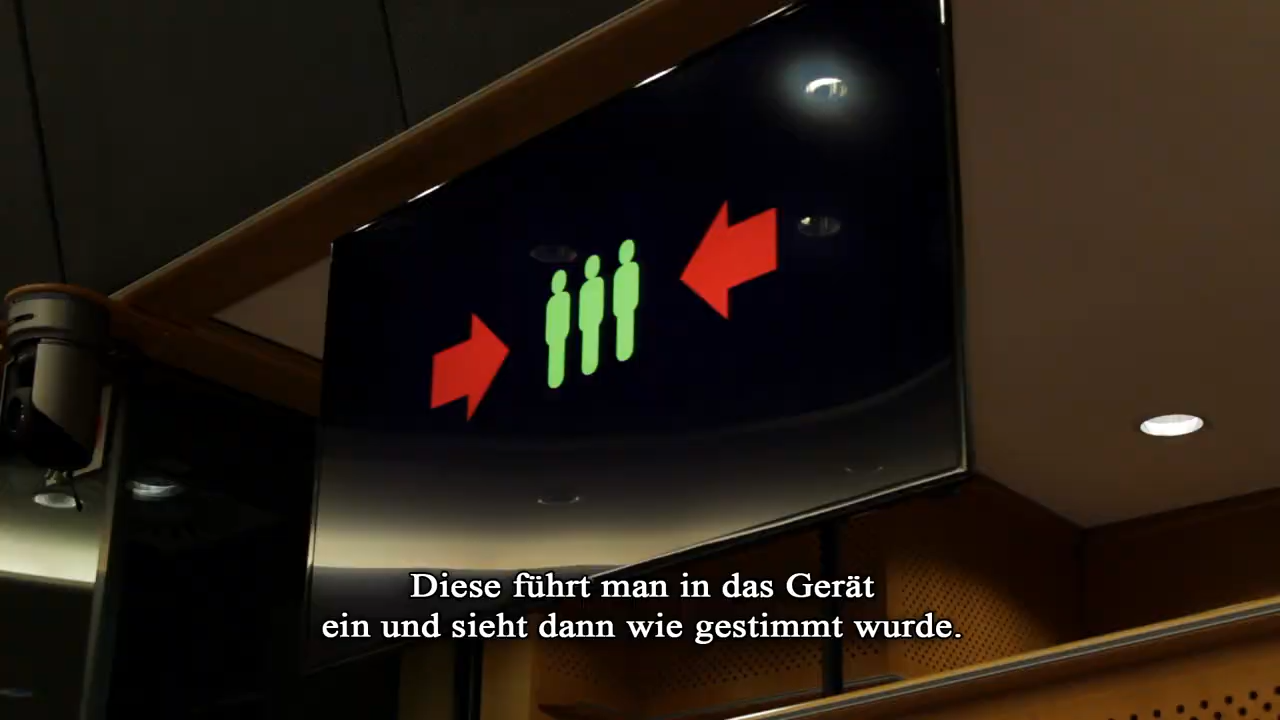 Diese führt man in das Gerät
ein und sieht dann wie gestimmt wurde.